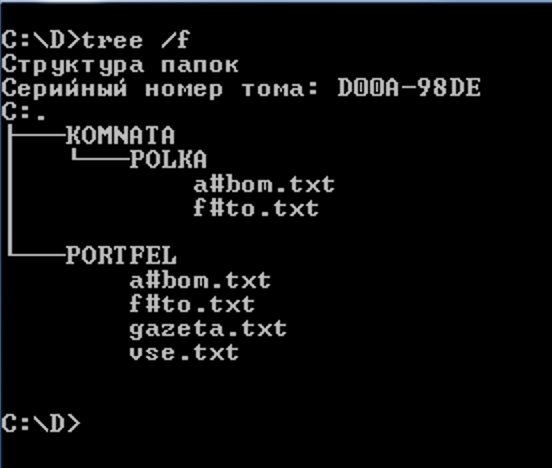 C:\D>tree /f
Структура папок
Серийный номер тома: D00A-98DE
C:.
├───KOMNATA
│   └───POLKA
│           a#bom.txt
│           f#to.txt
│
└───PORTFEL
        a#bom.txt
        f#to.txt
        gazeta.txt
        vse.txt
C:\D>